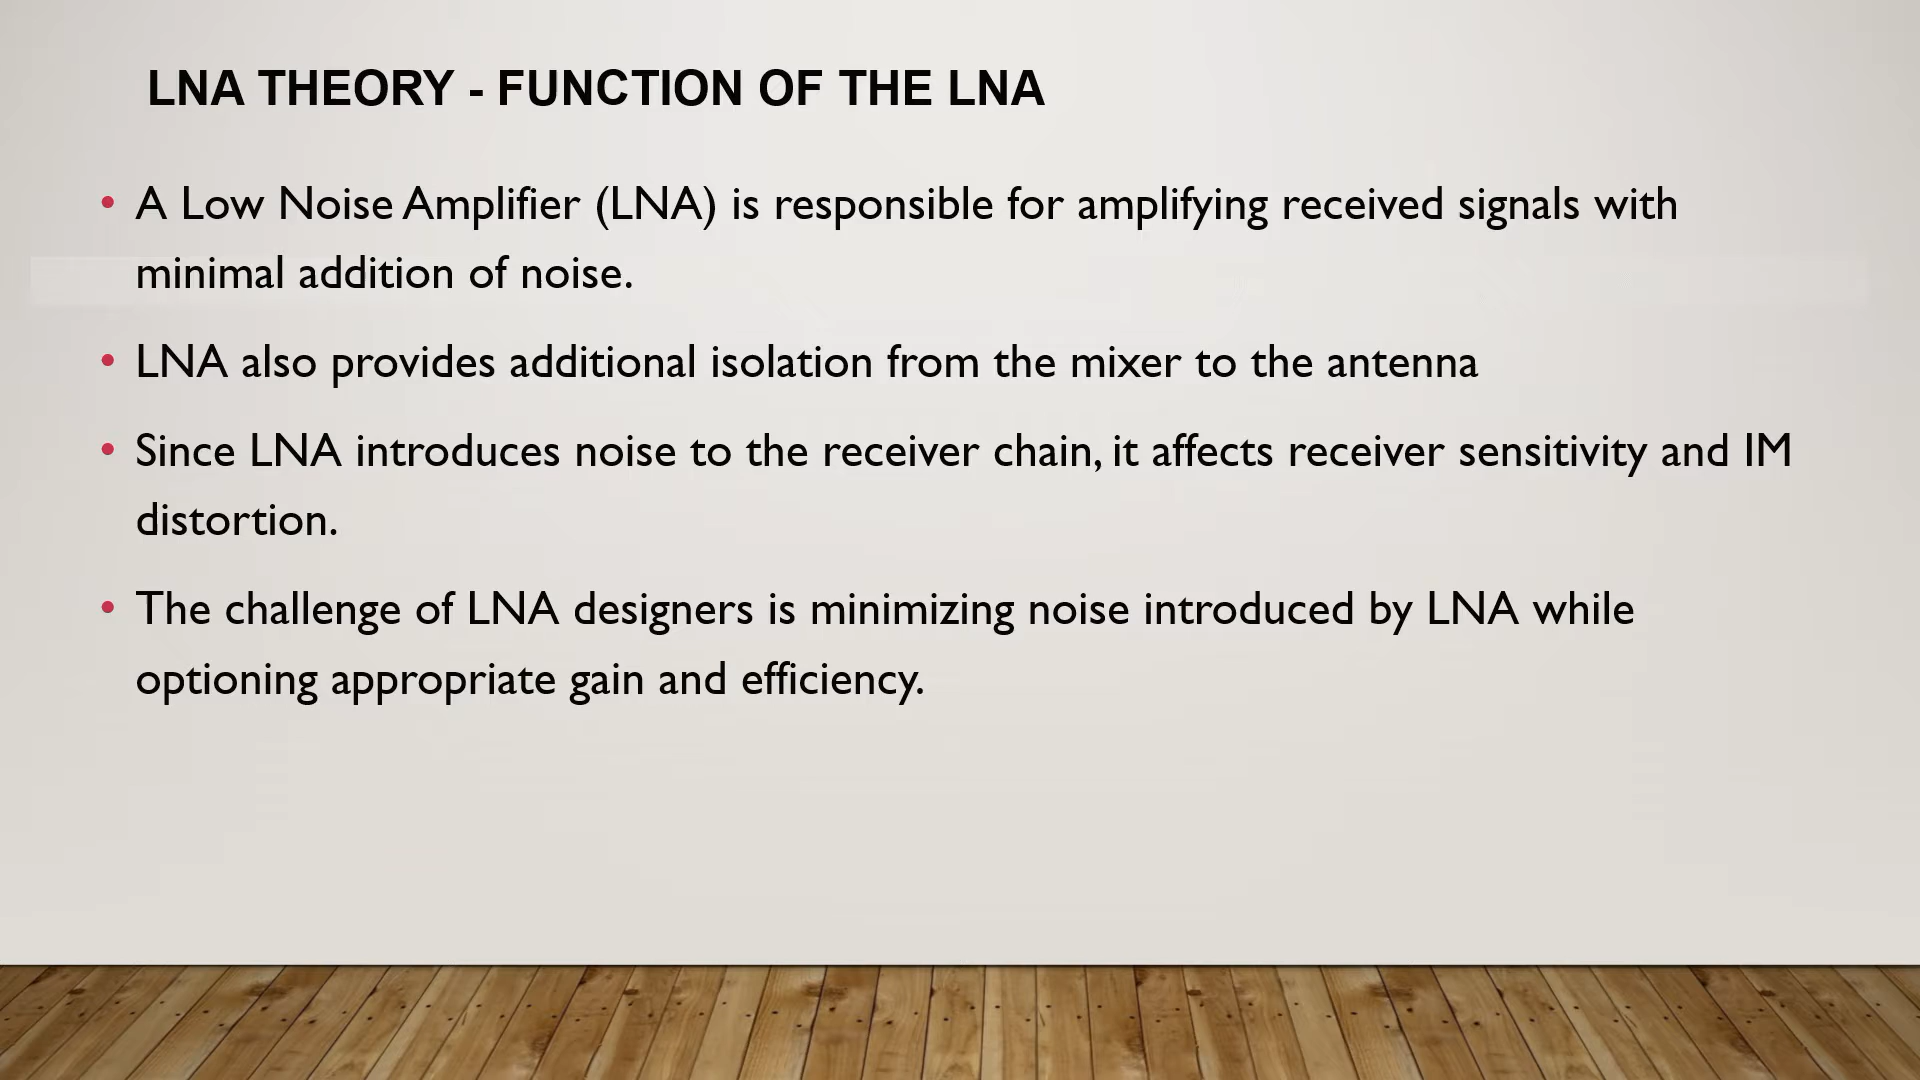 LNA THEORY - FUNCTION OF THE LNA
• A Low Noise Amplifier (LNA) is responsible for amplifying received signals with
minimal addition of noise.
• LNA also provides additional isolation from the mixer to the antenna
• Since LNA introduces noise to the receiver chain, it affects receiver sensitivity and IM
distortion.
• The challenge of LNA designers is minimizing noise introduced by LNA while
optioning appropriate gain and efficiency.